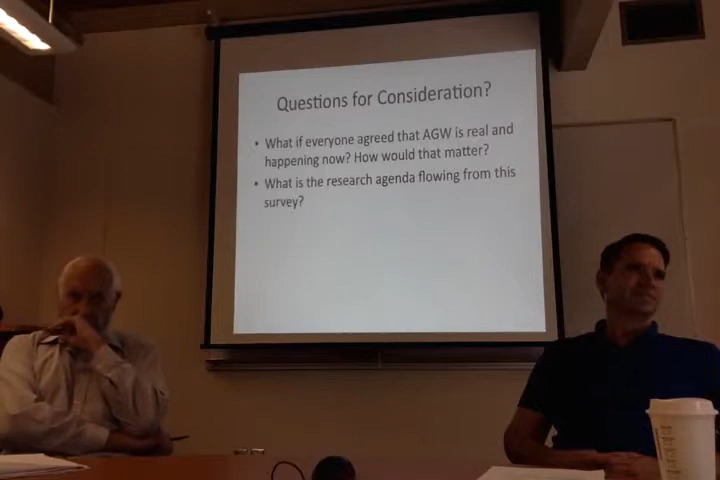 Questions for Consideration?
• What if everyone agreed that AGW is real and
happening now? How would that matter?
• What is the research agenda flowing from this
survey?